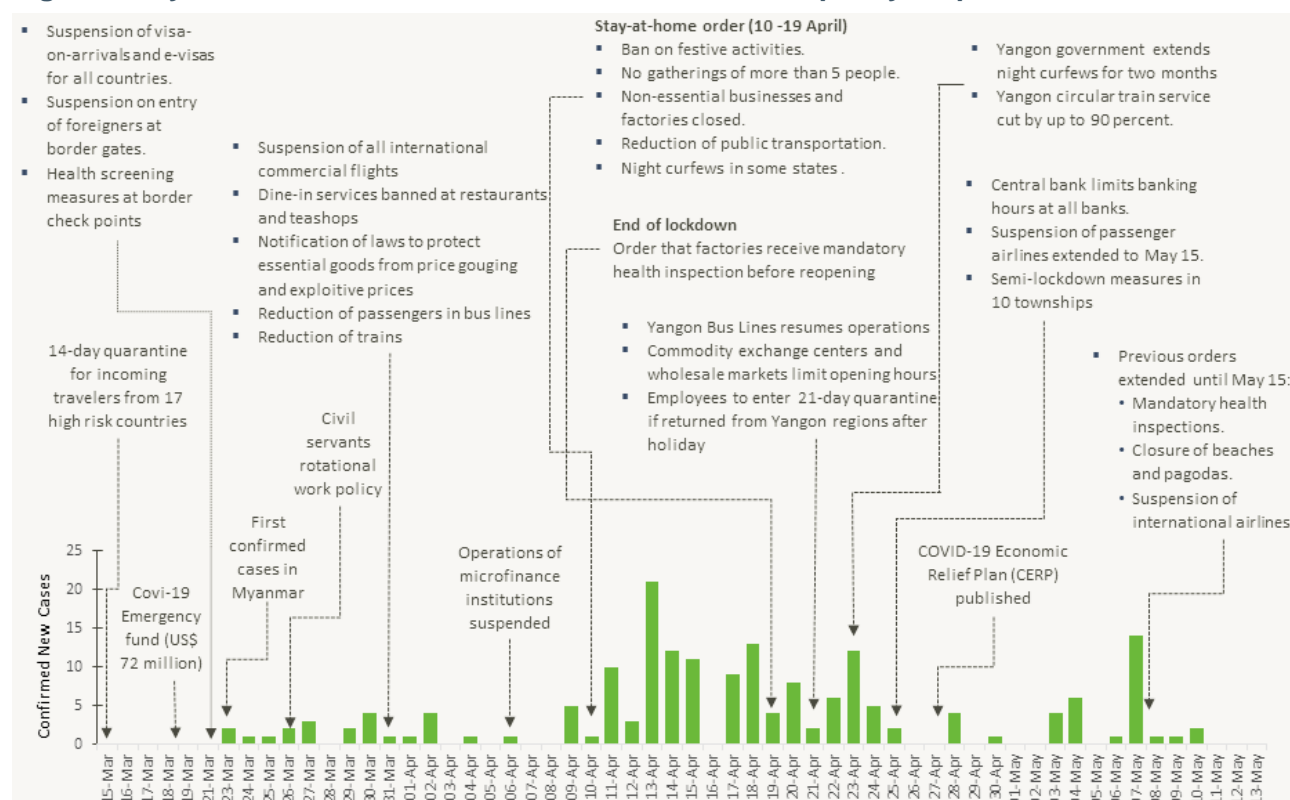 ▪ Suspension of visa-
on-arrivals and e-visas
for all countries.
▪ Suspension on entry
of foreigners at
border gates.
▪ Health screening
measures at border
check points
▪ Suspension of all international
commercial flights
▪ Dine-in services banned at restaurants
and teashops
▪ Notification of laws to protect
essential goods from price gouging
and exploitive prices
▪ Reduction of passengers in bus lines
▪ Reduction of trains
Stay-at-home order (10 -19 April)
▪ Ban on festive activities.
▪ No gatherings of more than 5 people.
▪ Non-essential businesses and
factories closed.
▪ Reduction of public transportation.
▪ Night curfews in some states .
End of lockdown
Order that factories receive mandatory
health inspection before reopening
▪ Yangon Bus Lines resumes operations
▪ Commodity exchange centers and
wholesale markets limit opening hours
▪ Employees to enter 21-day quarantine
if returned from Yangon regions after
holiday
▪ Yangon government extends
night curfews for two months
▪ Yangon circular train service
cut by up to 90 percent.
▪ Central bank limits banking
hours at all banks.
▪ Suspension of passenger
airlines extended to May 15.
▪ Semi-lockdown measures in
10 townships
▪ Previous orders
extended until May 15:
• Mandatory health
inspections.
• Closure of beaches
and pagodas.
• Suspension of
international airlines
14-day quarantine
for incoming
travelers from 17
high risk countries
Covi-19
Emergency
fund (US$
72 million)
First
confirmed
cases in
Myanmar
Civil
servants
rotational
work policy
Operations of
microfinance
institutions
suspended
COVID-19 Economic
Relief Plan (CERP)
published
Confirmed New Cases
25
20
15
10
5
0
15-Mar
16-Mar
17-Mar
18-Mar
19-Mar
21-Mar
23-Mar
24-Mar
25-Mar
26-Mar
27-Mar
28-Mar
29-Mar
30-Mar
31-Mar
01-Apr
02-Apr
03-Apr
04-Apr
05-Apr
06-Apr
07-Apr
08-Apr
09-Apr
10-Apr
11-Apr
12-Apr
13-Apr
14-Apr
15-Apr
16-Apr
17-Apr
18-Apr
19-Apr
20-Apr
21-Apr
22-Apr
23-Apr
24-Apr
25-Apr
26-Apr
27-Apr
28-Apr
29-Apr
30-Apr
01-May
02-May
03-May
04-May
05-May
06-May
07-May
08-May
09-May
10-May
11-May
12-May
13-May